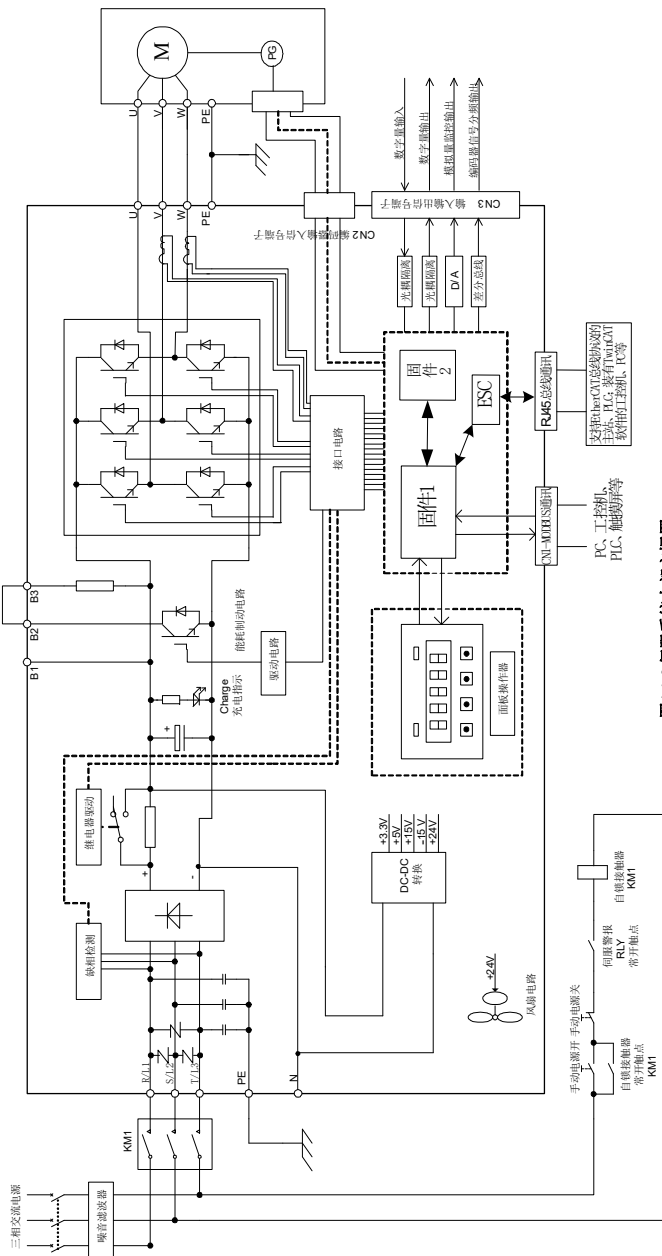 三相交流电源
噪音滤波器
KM1
R/L1
S/L2
T/L3
PE
N
缺相检测
继电器驱动
+
-
+
Charge
充电指示
B1
B2
B3
能耗制动电路
驱动电路
接口电路
U
V
W
PE
U
V
W
PE
M
PG
CN2 编码器输入信号端子
CN3 输入输出信号端子
光耦隔离
光耦隔离
D/A
差分总线
数字量输入
数字量输出
模拟量监控输出
编码器信号分频输出
固件1
固件2
ESC
RJ45总线通讯
支持EtherCAT总线协议的
主站、PLC; 装有TwinCAT
软件的工控机、PC等
CN1-MODBUS通讯
PC、工控机、
PLC、触摸屏等
面板操作器
DC-DC
转换
+3.3V
+5V
+15V
-15 V
+24V
+24V
风扇电路
手动电源开
手动电源关
自锁接触器
常开触点
KM1
伺服警报
RLY
常开触点
自锁接触器
KM1